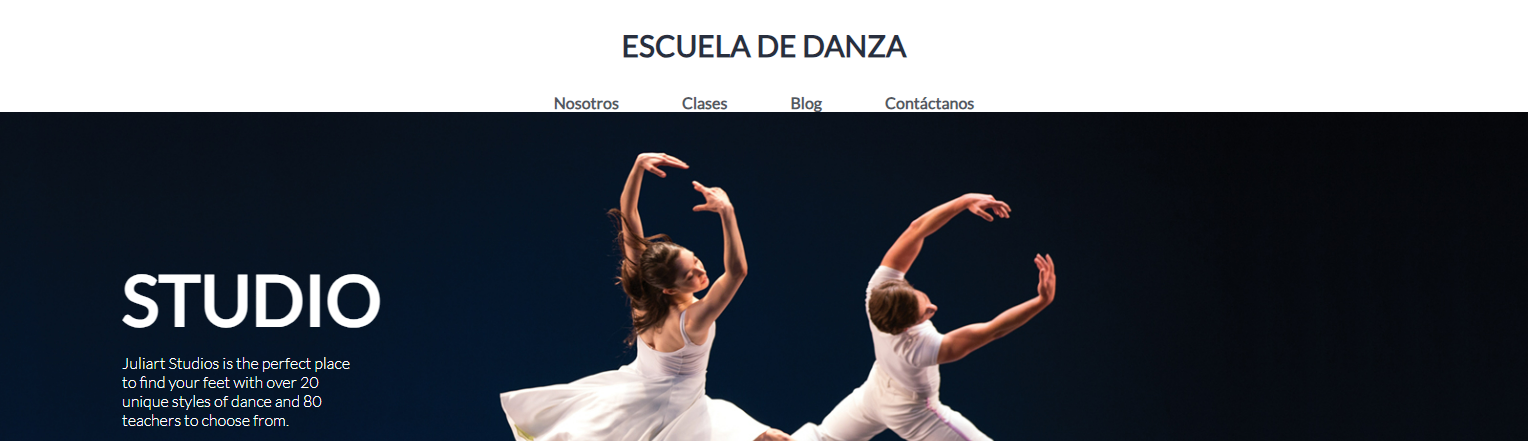 ESCUELA DE DANZA
Nosotros Clases Blog Contáctanos
STUDIO
Juliart Studios is the perfect place
to find your feet with over 20
unique styles of dance and 80
teachers to choose from.